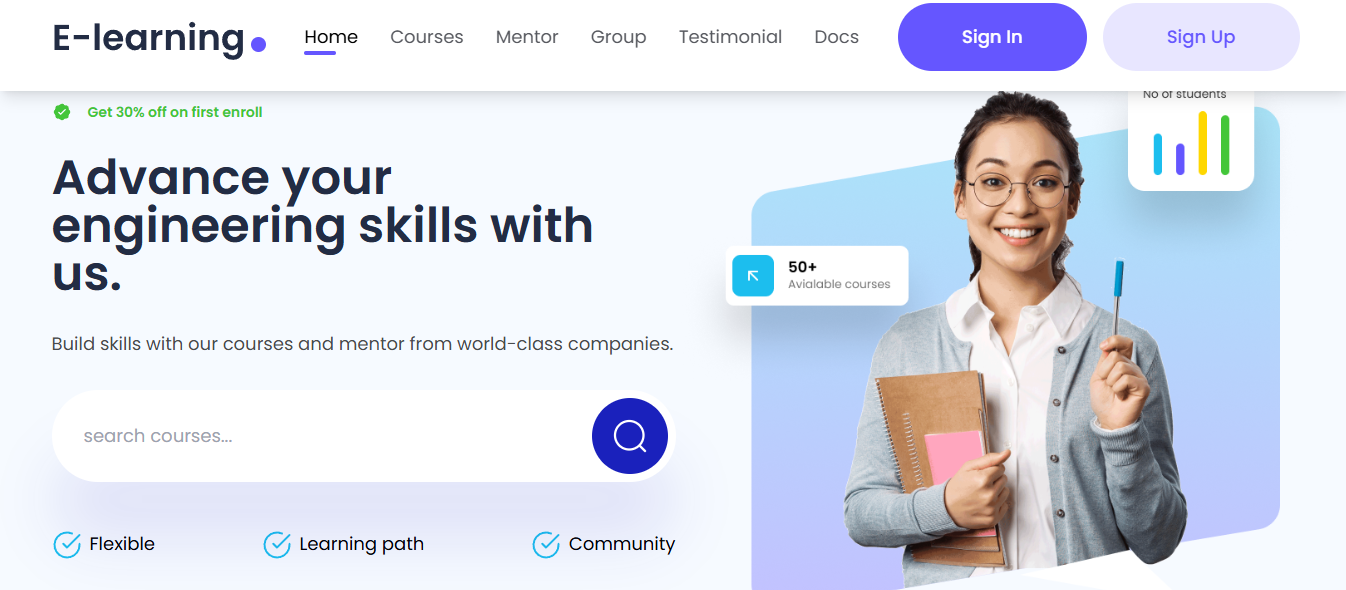 E-learning
Home
Courses
Mentor
Group
Testimonial
Docs
Sign In
Sign Up
Get 30% off on first enroll
No of students
Advance your
engineering skills with
us.
50+
Avialable courses
Build skills with our courses and mentor from world-class companies.
search courses...
Flexible
Learning path
Community